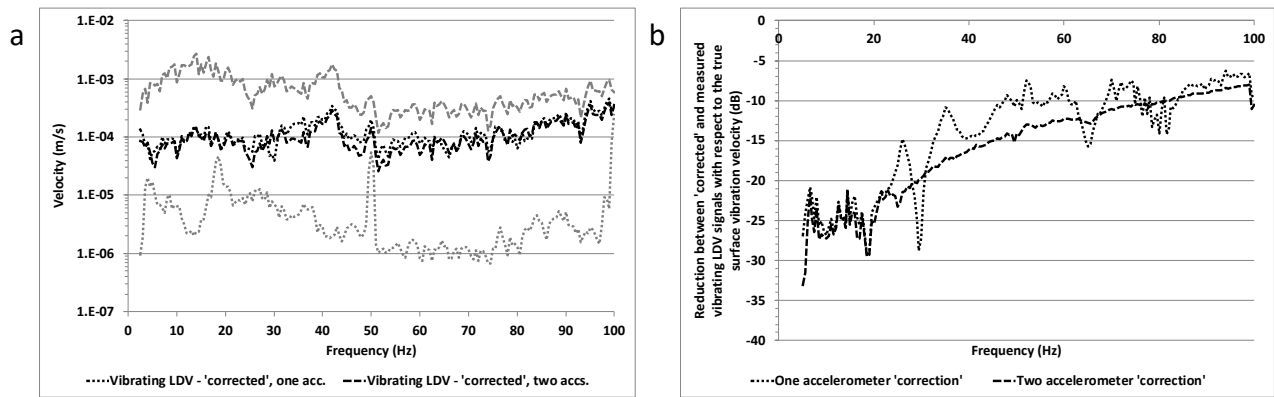 a
1.E-02
1.E-03
1.E-04
1.E-05
1.E-06
1.E-07
Velocity (m/s)
0 10 20 30 40 50 60 70 80 90 100
Frequency (Hz)
Vibrating LDV - 'corrected', one acc.
Vibrating LDV - 'corrected', two accs.
b
0
-5
-10
-15
-20
-25
-30
-35
-40
Reduction between 'corrected' and measured
vibrating LDV signals with respect to the true
surface vibration velocity (dB)
0 20 40 60 80 100
Frequency (Hz)
One accelerometer 'correction'
Two accelerometer 'correction'